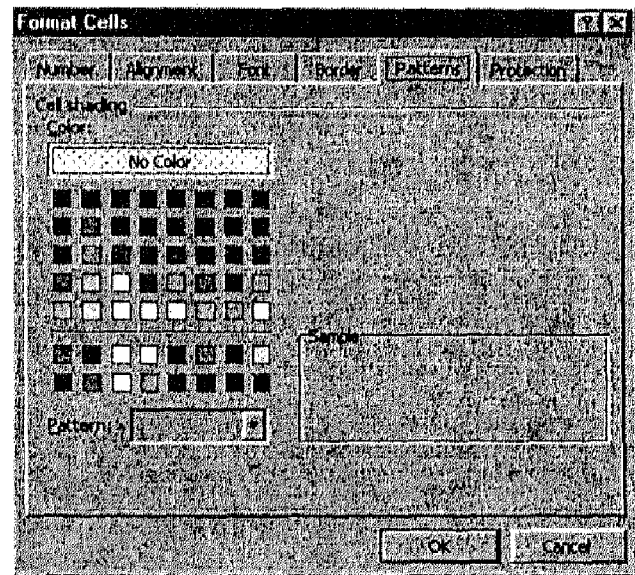 Format Cells
Number Alignment Font Border Patterns Protection
Cell shading
Color:
No Color
Sample
Pattern:
OK Cancel